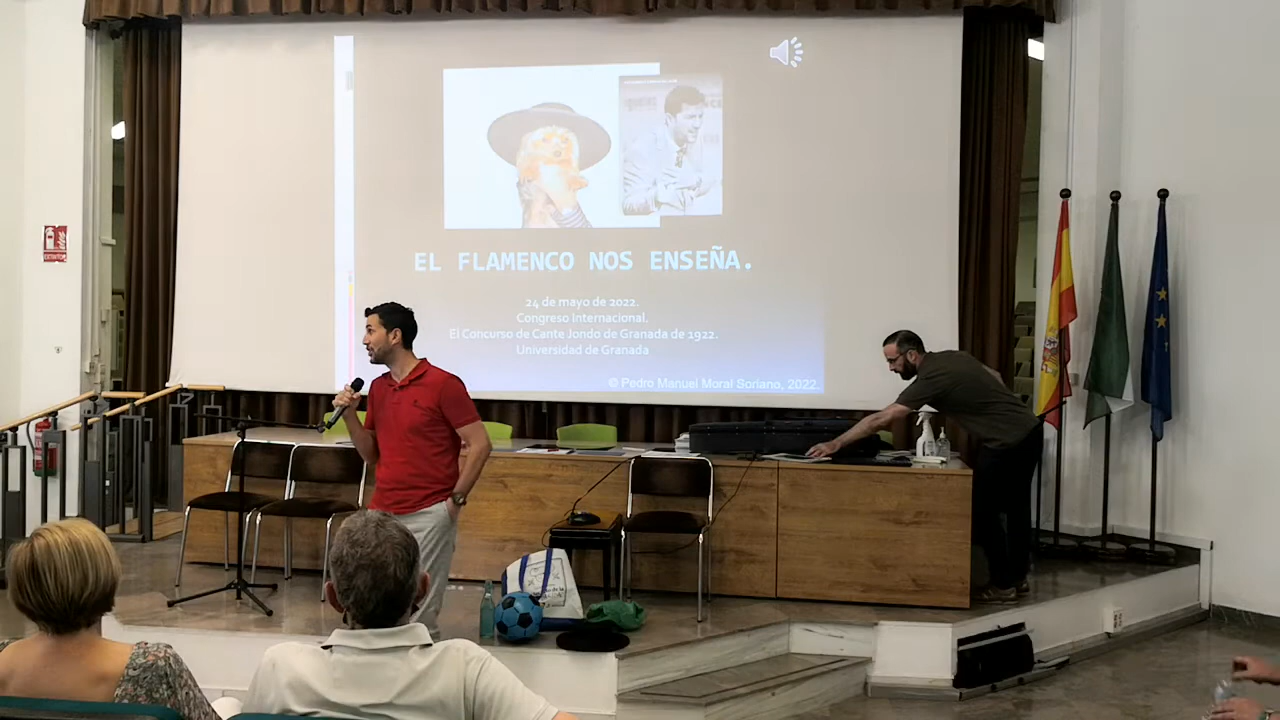 EL FLAMENCO NOS ENSEÑA.
24 de mayo de 2022.
Congreso Internacional,
El Concurso de Cante Jondo de Granada de 1922.
Universidad de Granada
© Pedro Manuel Moral Soriano, 2022.